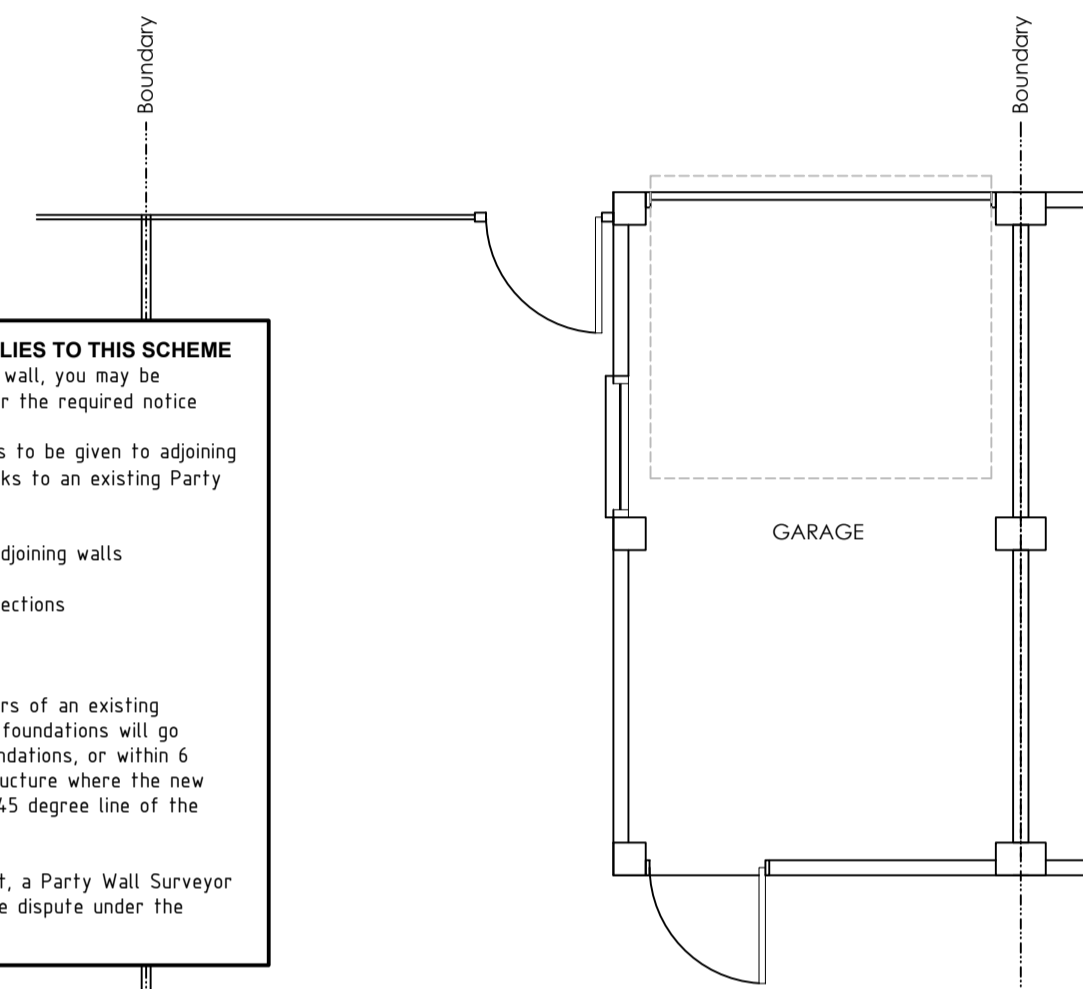 Boundary
Boundary
LIES TO THIS SCHEME
wall, you may be
r the required notice
s to be given to adjoining
ks to an existing Party
djoining walls
ections
rs of an existing
foundations will go
ndations, or within 6
ucture where the new
45 degree line of the
t, a Party Wall Surveyor
e dispute under the
GARAGE